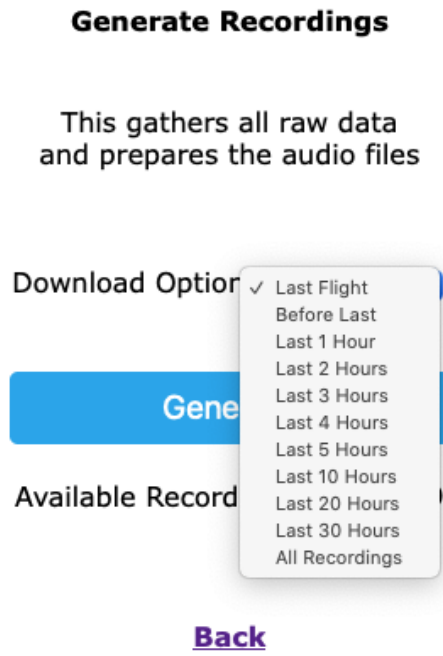 Generate Recordings
This gathers all raw data
and prepares the audio files
Download Option
✓ Last Flight
Before Last
Last 1 Hour
Last 2 Hours
Last 3 Hours
Last 4 Hours
Last 5 Hours
Last 10 Hours
Last 20 Hours
Last 30 Hours
All Recordings
Gene
Available Record
Back